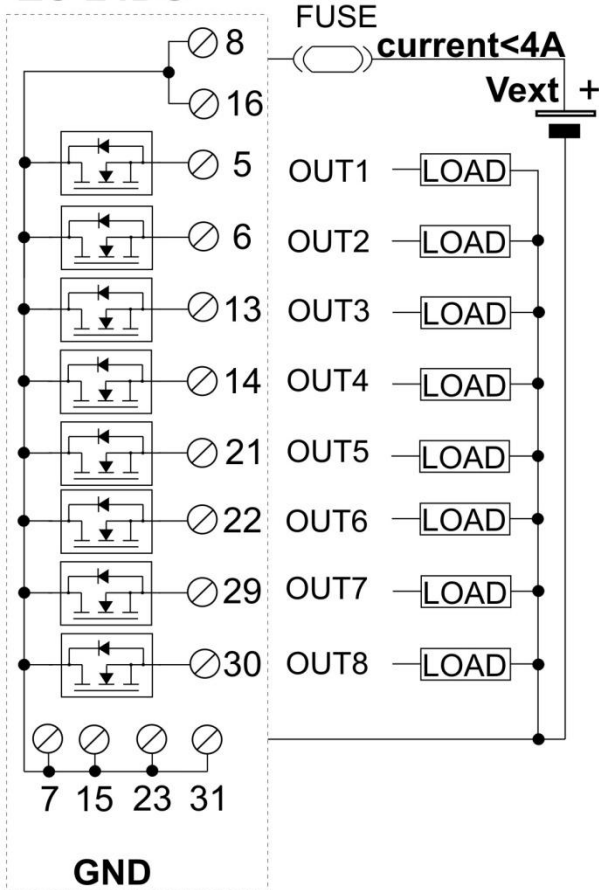 FUSE
8
current<4A
Vext +
16
5 OUT1 LOAD
6 OUT2 LOAD
13 OUT3 LOAD
14 OUT4 LOAD
21 OUT5 LOAD
22 OUT6 LOAD
29 OUT7 LOAD
30 OUT8 LOAD
7 15 23 31
GND